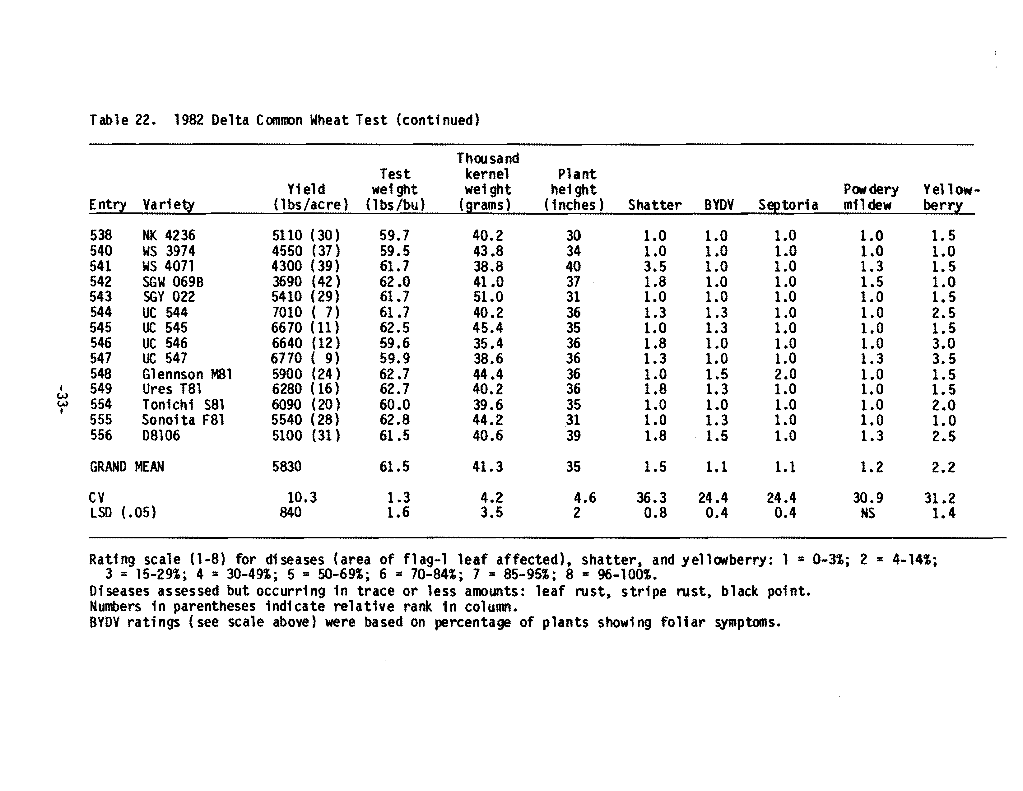 Table 22. 1982 Delta Common Wheat Test (continued)
Thousand
Test kernel Plant
Yield weight weight height Powdery Yellow-
Entry Variety (lbs/acre) (lbs/bu) (grams) (inches) Shatter BYDV Septoria mildew berry
538 NK 4236 5110 (30) 59.7 40.2 30 1.0 1.0 1.0 1.0 1.5
540 WS 3974 4550 (37) 59.5 43.8 34 1.0 1.0 1.0 1.0 1.0
541 WS 4071 4300 (39) 61.7 38.8 40 3.5 1.0 1.0 1.3 1.5
542 SGW 069B 3690 (42) 62.0 41.0 37 1.8 1.0 1.0 1.5 1.0
543 SGY 022 5410 (29) 61.7 51.0 31 1.0 1.0 1.0 1.0 1.5
544 UC 544 7010 ( 7) 61.7 40.2 36 1.3 1.3 1.0 1.0 2.5
545 UC 545 6670 (11) 62.5 45.4 35 1.0 1.3 1.0 1.0 1.5
546 UC 546 6640 (12) 59.6 35.4 36 1.8 1.0 1.0 1.0 3.0
547 UC 547 6770 ( 9) 59.9 38.6 36 1.3 1.0 1.0 1.3 3.5
548 Glennson M81 5900 (24) 62.7 44.4 36 1.0 1.5 2.0 1.0 1.5
549 Ures T81 6280 (16) 62.7 40.2 36 1.8 1.3 1.0 1.0 1.5
554 Tonichi S81 6090 (20) 60.0 39.6 35 1.0 1.0 1.0 1.0 2.0
555 Sonoita F81 5540 (28) 62.8 44.2 31 1.0 1.3 1.0 1.0 1.0
556 D8106 5100 (31) 61.5 40.6 39 1.8 1.5 1.0 1.3 2.5
GRAND MEAN 5830 61.5 41.3 35 1.5 1.1 1.1 1.2 2.2
CV 10.3 1.3 4.2 4.6 36.3 24.4 24.4 30.9 31.2
LSD (.05) 840 1.6 3.5 2 0.8 0.4 0.4 NS 1.4
Rating scale (1-8) for diseases (area of flag-1 leaf affected), shatter, and yellowberry: 1 = 0-3%; 2 = 4-14%;
3 = 15-29%; 4 = 30-49%; 5 = 50-69%; 6 = 70-84%; 7 = 85-95%; 8 = 96-100%.
Diseases assessed but occurring in trace or less amounts: leaf rust, stripe rust, black point.
Numbers in parentheses indicate relative rank in column.
BYDV ratings (see scale above) were based on percentage of plants showing foliar symptoms.
-33-